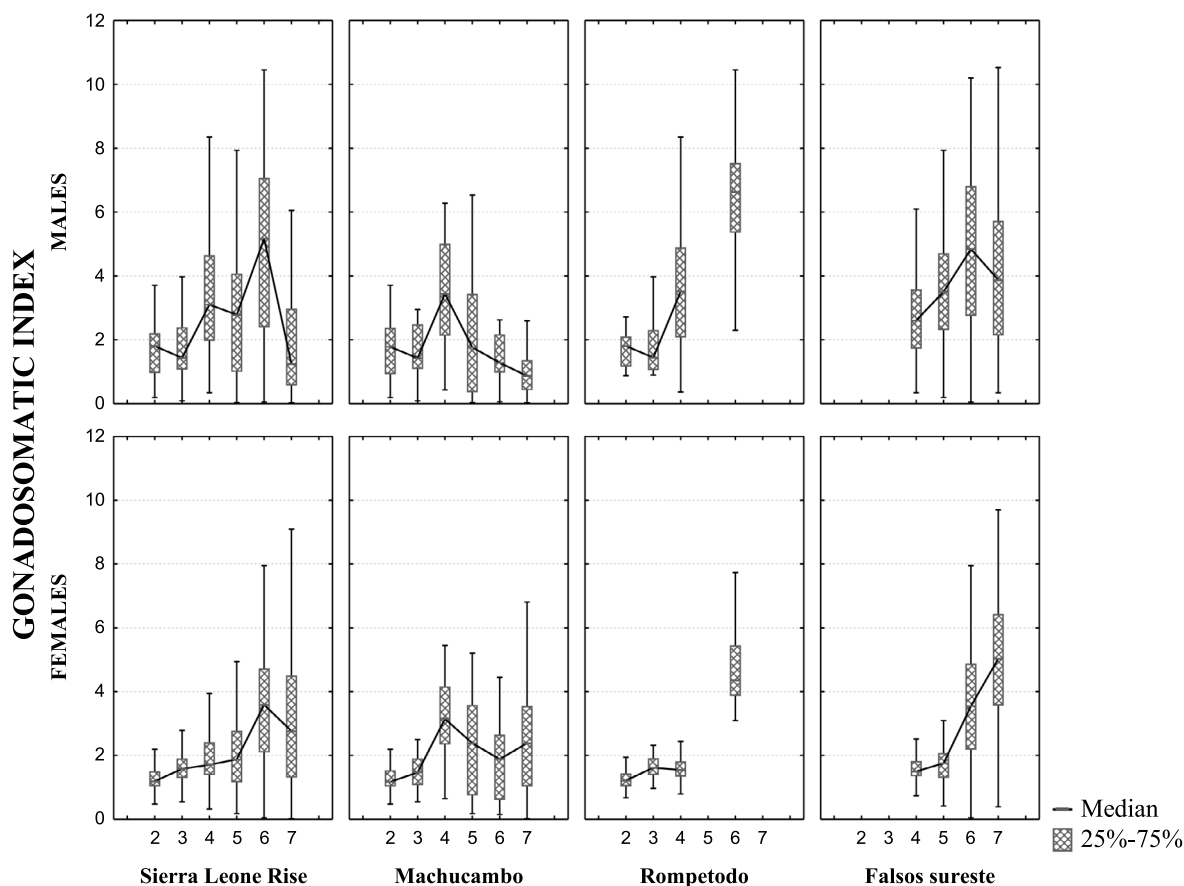 GONADOSOMATIC INDEX
MALES
12
10
8
6
4
2
0
FEMALES
12
10
8
6
4
2
0
2 3 4 5 6 7 2 3 4 5 6 7 2 3 4 5 6 7 2 3 4 5 6 7
Sierra Leone Rise Machucambo Rompetodo Falsos sureste
Median
25%-75%